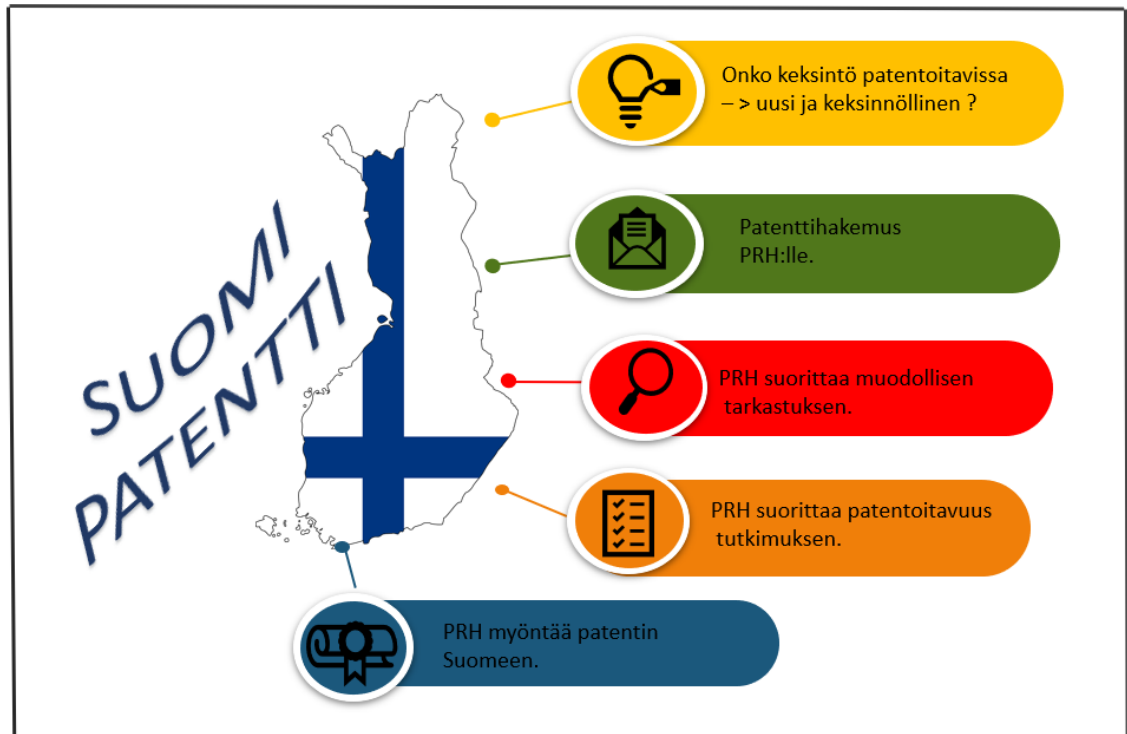 SUOMI
PATENTTI
Onko keksintö patentoitavissa
– > uusi ja keksinnöllinen ?
Patenttihakemus
PRH:lle.
PRH suorittaa muodollisen
tarkastuksen.
PRH suorittaa patentoitavuus
tutkimuksen.
PRH myöntää patentin
Suomeen.